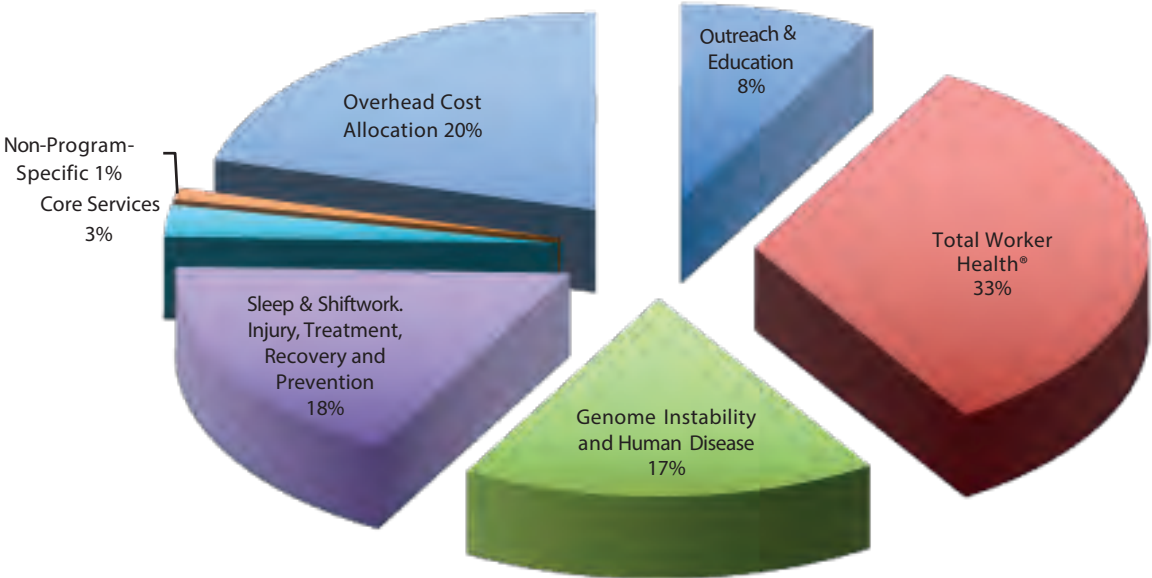 Outreach &
Education
8%
Overhead Cost
Allocation 20%
Non-Program-
Specific 1%
Core Services
3%
Total Worker
Health®
33%
Sleep & Shiftwork.
Injury, Treatment,
Recovery and
Prevention
18%
Genome Instability
and Human Disease
17%